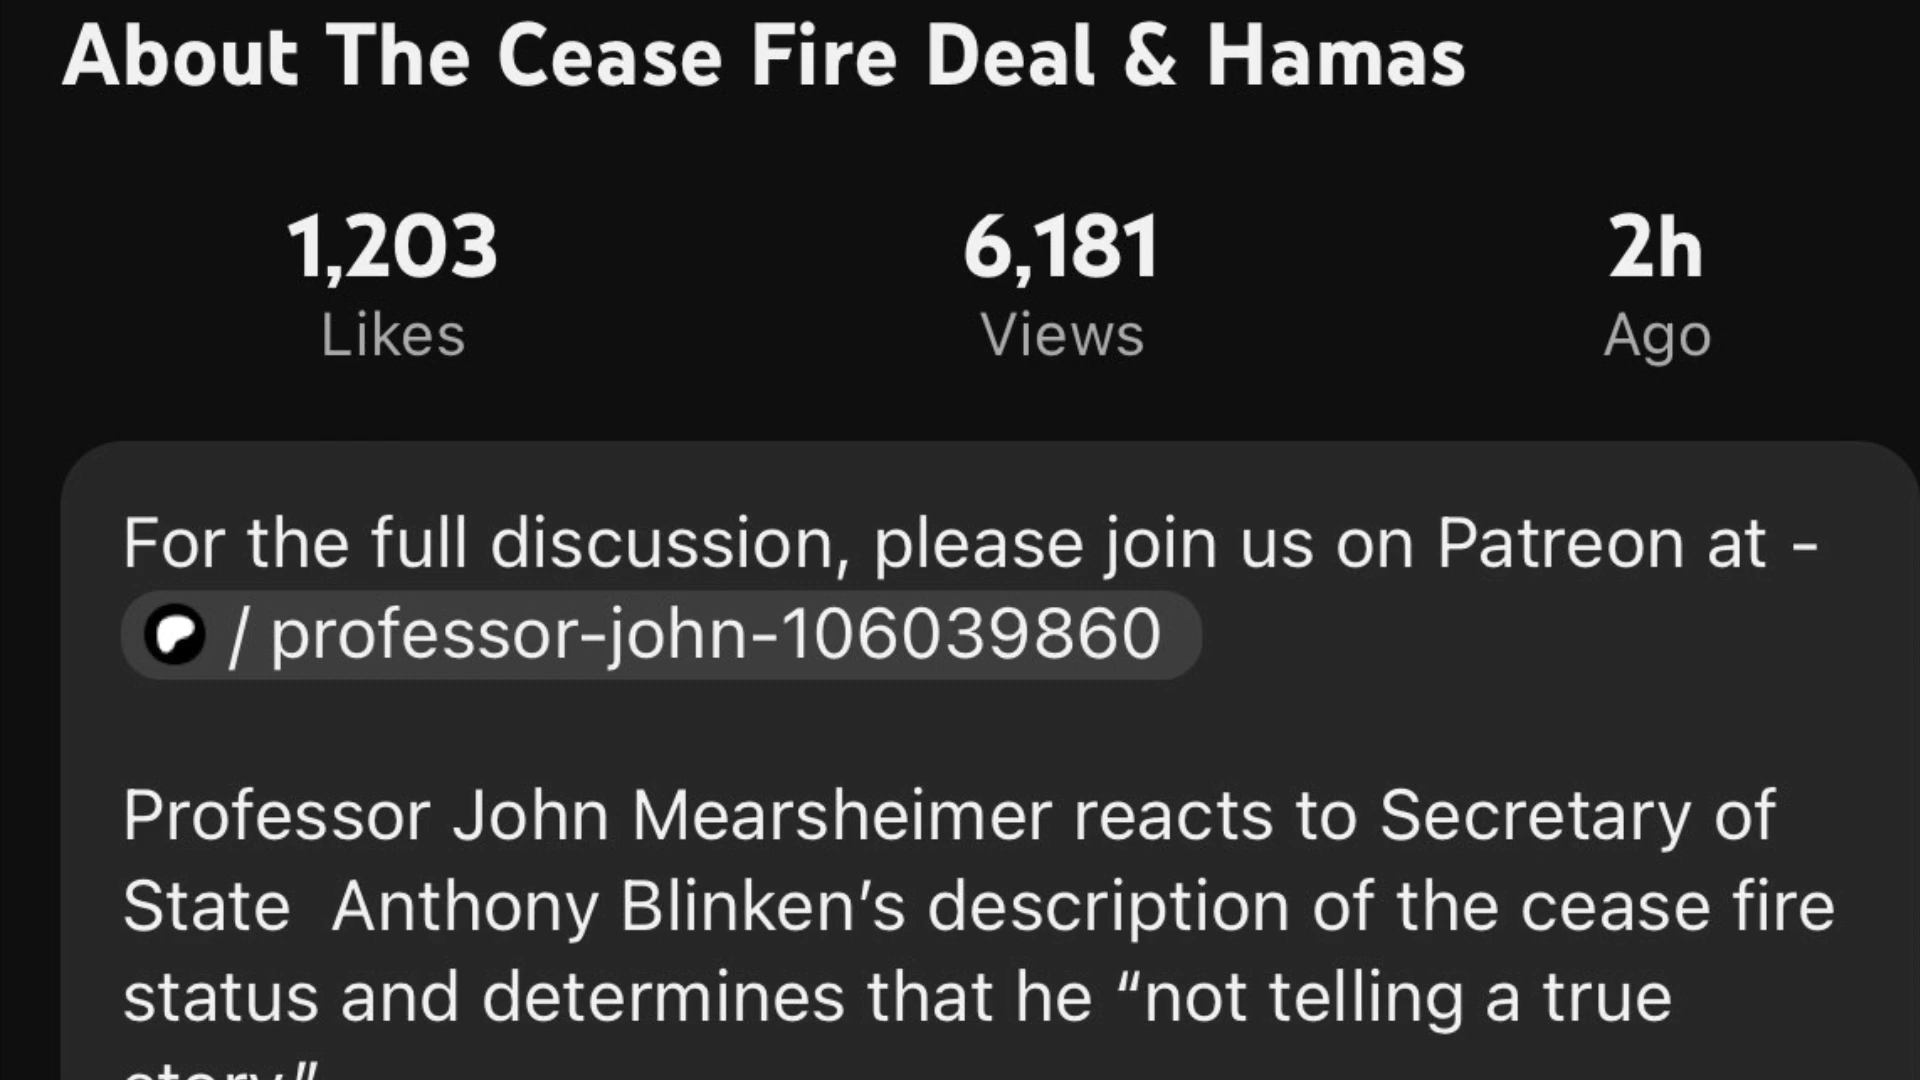 About The Cease Fire Deal & Hamas
1,203
Likes
6,181
Views
2h
Ago
For the full discussion, please join us on Patreon at -
/ professor-john-106039860
Professor John Mearsheimer reacts to Secretary of
State  Anthony Blinken’s description of the cease fire
status and determines that he “not telling a true
story”